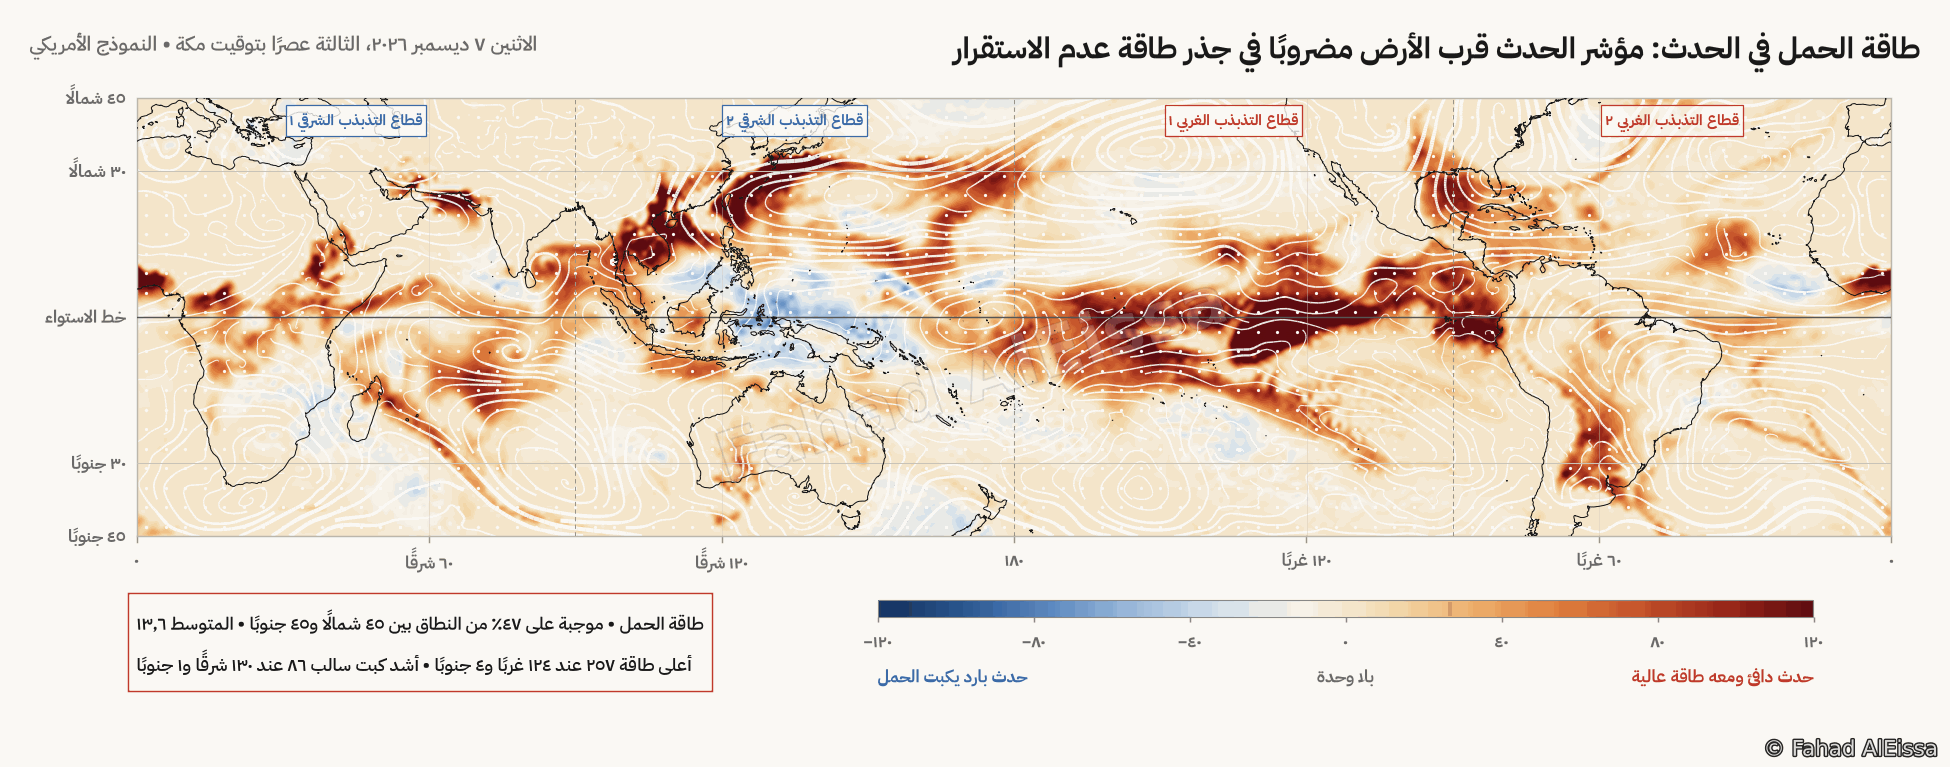 طاقة الحمل في الحدث: مؤشر الحدث قرب الأرض مضروبًا في جذر طاقة عدم الاستقرار
الاثنين ٧ ديسمبر ٢٠٢٦، الثالثة عصرًا بتوقيت مكة • النموذج الأمريكي
٤٥ شمالًا
٣٠ شمالًا
خط الاستواء
٣٠ جنوبًا
٤٥ جنوبًا
قطاع التذبذب الشرقي ١
قطاع التذبذب الشرقي ٢
قطاع التذبذب الغربي ١
قطاع التذبذب الغربي ٢
Fahad A
٠
٦٠ شرقًا
١٢٠ شرقًا
١٨٠
١٢٠ غربًا
٦٠ غربًا
٠
طاقة الحمل • موجبة على ٤٧٪ من النطاق بين ٤٥ شمالًا و٤٥ جنوبًا • المتوسط ١٣,٦
أعلى طاقة ٢٥٧ عند ١٢٤ غربًا و٤ جنوبًا • أشد كبت سالب ٨٦ عند ١٣٠ شرقًا و١ جنوبًا
−١٢٠
−٨٠
−٤٠
٠
٤٠
٨٠
١٢٠
حدث بارد يكبت الحمل
بلا وحدة
حدث دافئ ومعه طاقة عالية
© Fahad AlEissa